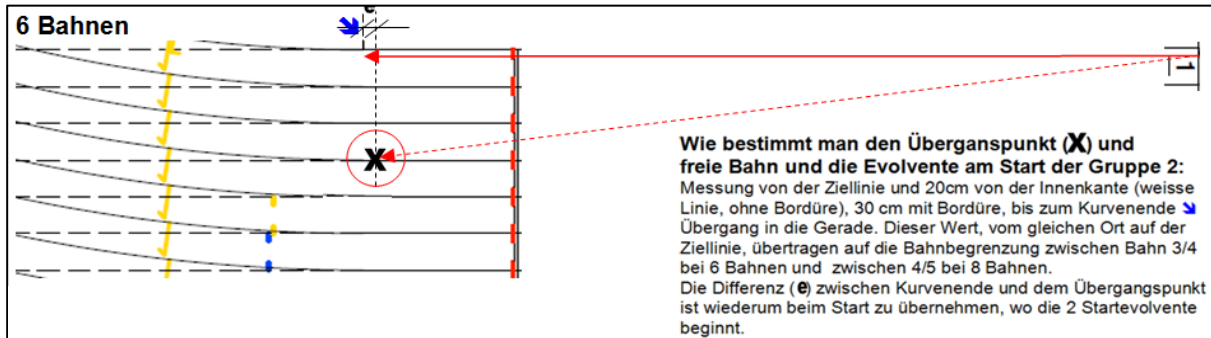 6 Bahnen
e
1
X
Wie bestimmt man den Überganspunkt (X) und
freie Bahn und die Evolvente am Start der Gruppe 2:
Messung von der Ziellinie und 20cm von der Innenkante (weisse
Linie, ohne Bordüre), 30 cm mit Bordüre, bis zum Kurvenende
Übergang in die Gerade. Dieser Wert, vom gleichen Ort auf der
Ziellinie, übertragen auf die Bahnbegrenzung zwischen Bahn 3/4
bei 6 Bahnen und zwischen 4/5 bei 8 Bahnen.
Die Differenz (e) zwischen Kurvenende und dem Übergangspunkt
ist wiederum beim Start zu übernehmen, wo die 2 Startevolvente
beginnt.